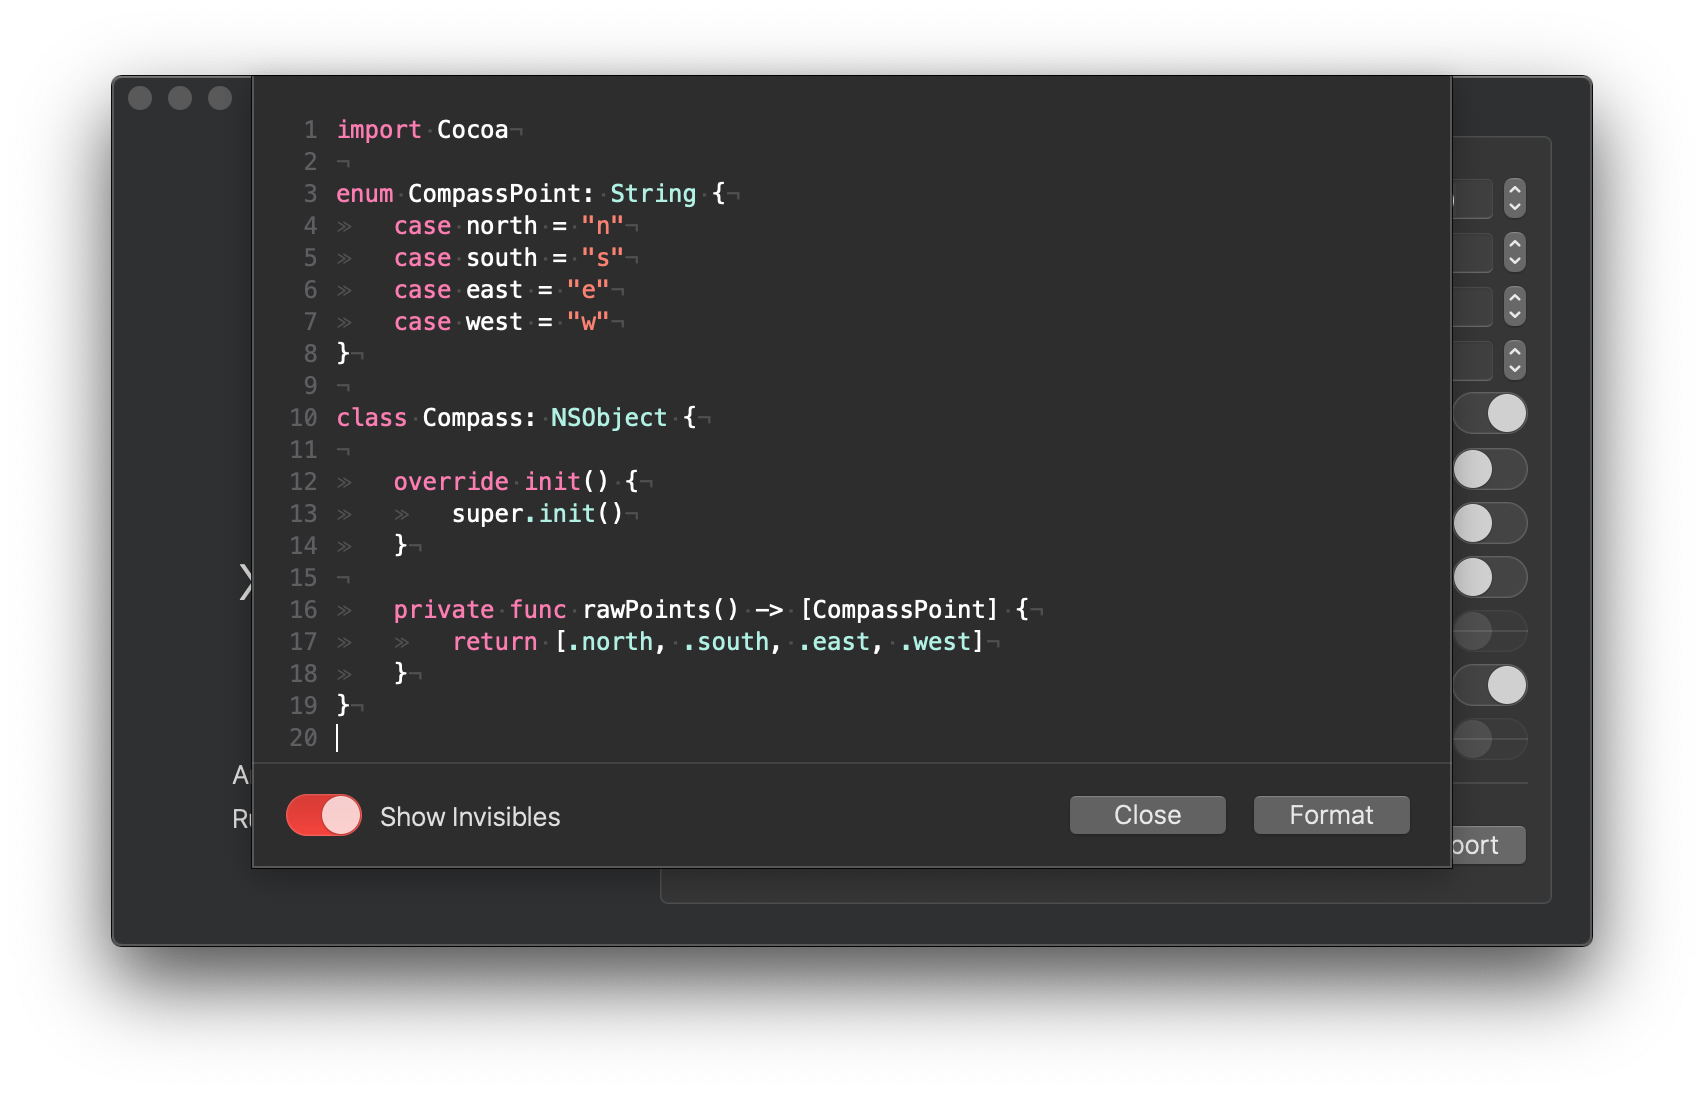 1 import Cocoa¬
2 ¬
3 enum CompassPoint: String {¬
4 » case north = "n"¬
5 » case south = "s"¬
6 » case east = "e"¬
7 » case west = "w"¬
8 }¬
9 ¬
10 class Compass: NSObject {¬
11 ¬
12 » override init() {¬
13 » » super.init()¬
14 » }¬
15 ¬
16 » private func rawPoints() -> [CompassPoint] {¬
17 » » return [.north, .south, .east, .west]¬
18 » }¬
19 }¬
20
Show Invisibles
Close
Format